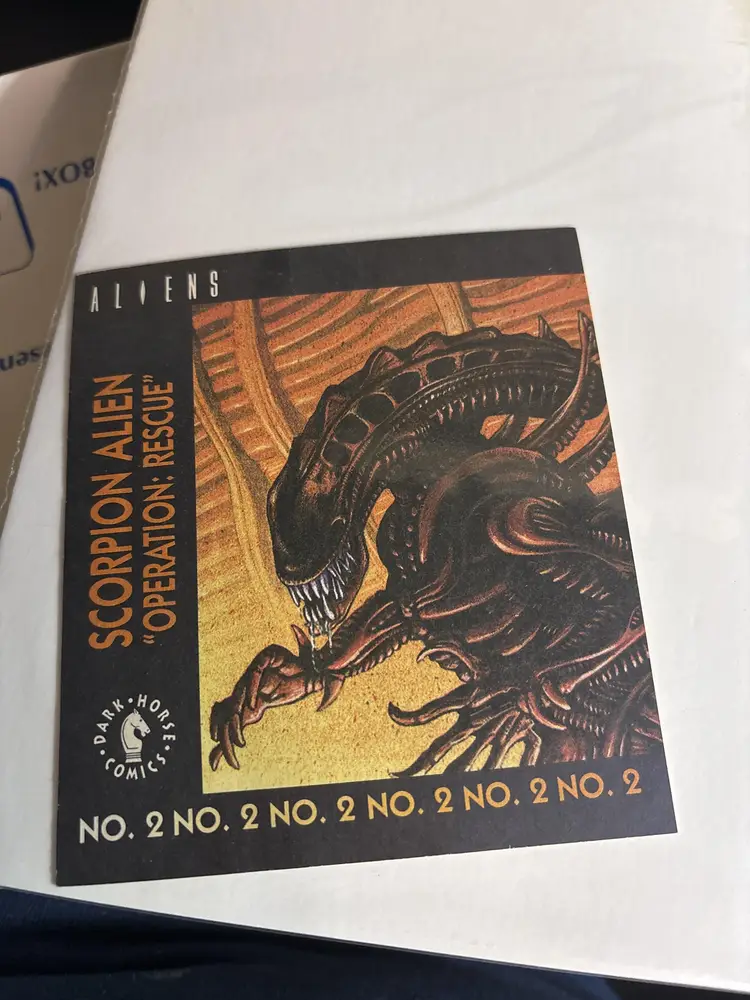 ALIENS
SCORPION ALIEN
"OPERATION: RESCUE"
DARK·HORSE·
COMICS·
NO. 2 NO. 2 NO. 2 NO. 2 NO. 2 NO. 2
BOX!